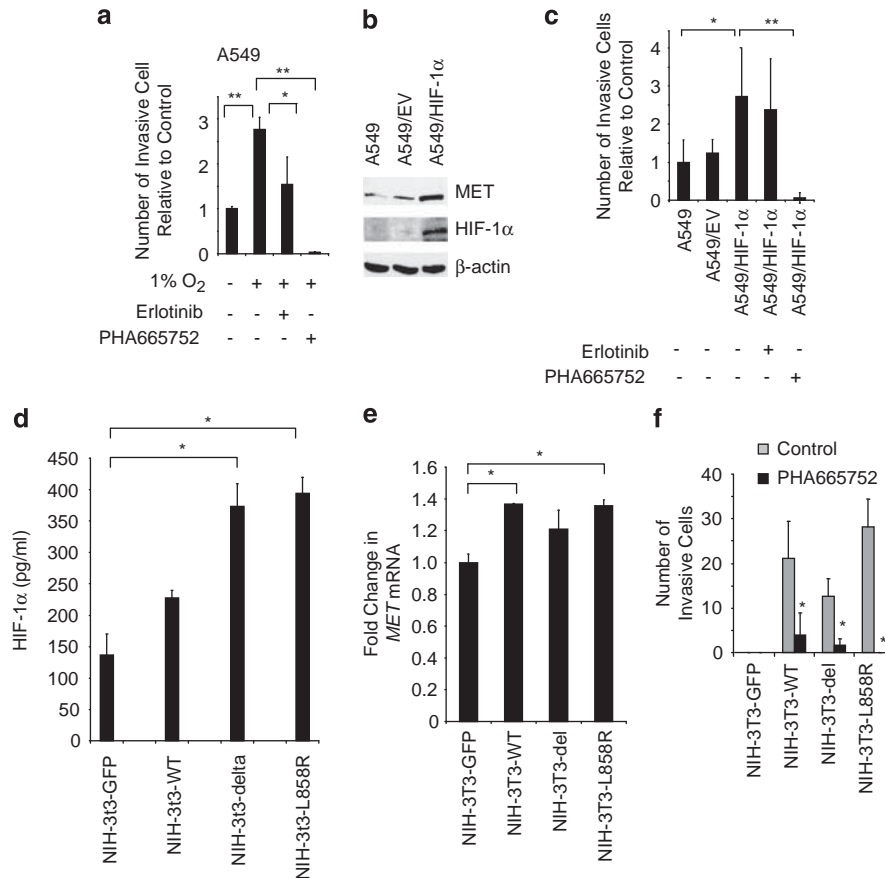 a
A549
Number of Invasive Cell
Relative to Control
3
2
1
0
** ** *
1% O2 - + + +
Erlotinib - - + -
PHA665752 - - - +
b
A549
A549/EV
A549/HIF-1α
MET
HIF-1α
β-actin
c
Number of Invasive Cells
Relative to Control
4
3
2
1
0
* **
A549
A549/EV
A549/HIF-1α
A549/HIF-1α
A549/HIF-1α
Erlotinib - - - + -
PHA665752 - - - - +
d
HIF-1α (pg/ml)
450
400
350
300
250
200
150
100
50
0
*
*
NIH-3t3-GFP
NIH-3t3-WT
NIH-3t3-delta
NIH-3t3-L858R
e
Fold Change in
MET mRNA
1.6
1.4
1.2
1.0
0.8
0.6
0.4
0.2
0
*
*
NIH-3T3-GFP
NIH-3T3-WT
NIH-3T3-del
NIH-3T3-L858R
f
Control
PHA665752
Number of
Invasive Cells
40
30
20
10
0
* * *
NIH-3T3-GFP
NIH-3T3-WT
NIH-3T3-del
NIH-3T3-L858R